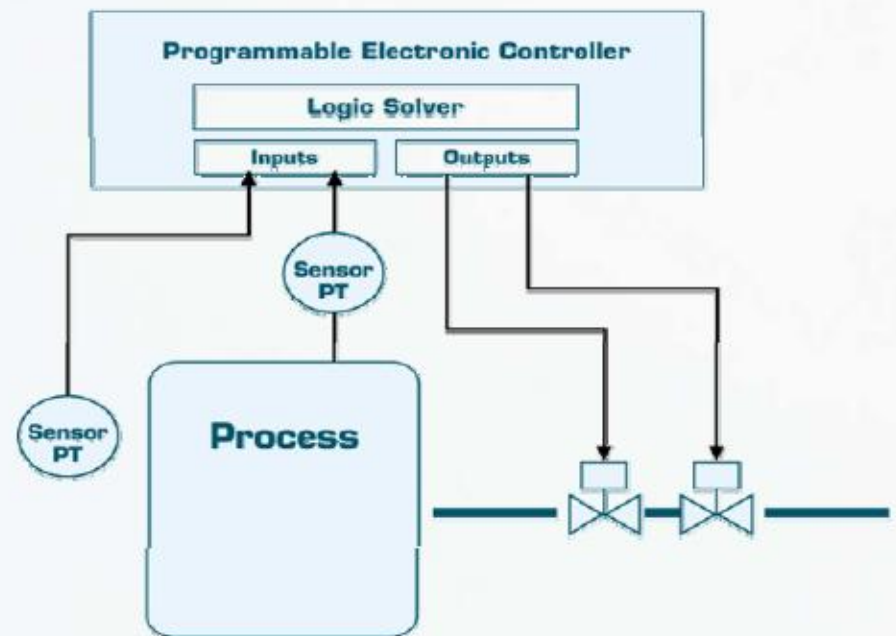 Programmable Electronic Controller
Logic Solver
Inputs
Outputs
Sensor
PT
Sensor
PT
Process